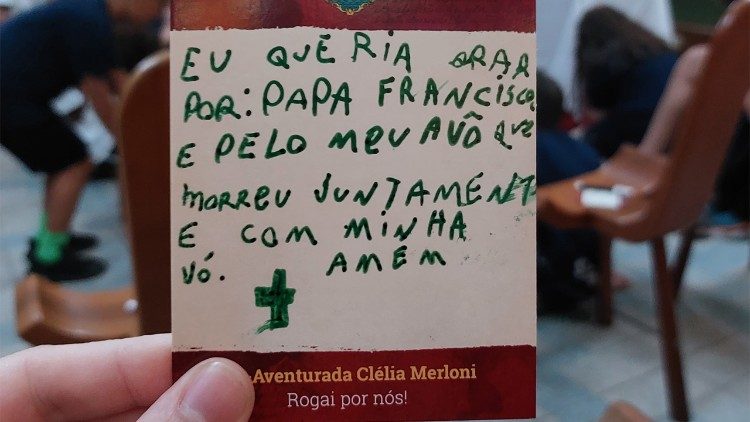 EU QUERIA ORAR
POR: PAPA FRANCISCO
E PELO MEU AVÔ QUE
MORREU JUNTAMENTE
E COM MINHA
VÓ. AMÉM
Aventurada Clélia Merloni
Rogai por nós!